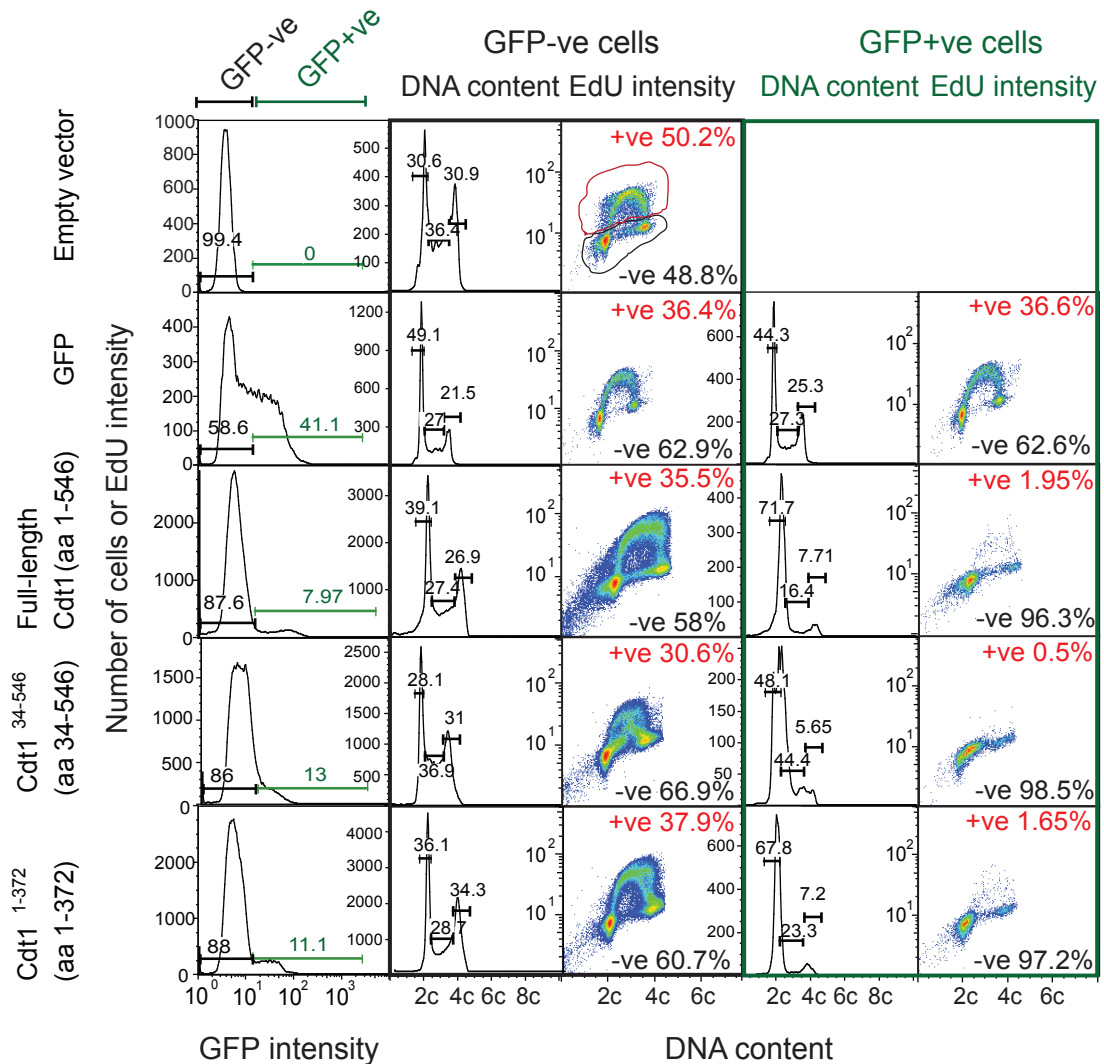 GFP-ve
GFP+ve
GFP-ve cells
GFP+ve cells
DNA content EdU intensity
DNA content EdU intensity
Number of cells or EdU intensity
Empty vector
1000
800
600
400
200
0
99.4
0
500
400
300
200
100
30.6
30.9
36.4
10²
10¹
+ve 50.2%
-ve 48.8%
GFP
400
300
200
100
0
58.6
41.1
1200
900
600
300
49.1
21.5
27
10²
10¹
+ve 36.4%
-ve 62.9%
600
400
200
44.3
25.3
27.3
10²
10¹
+ve 36.6%
-ve 62.6%
Full-length
Cdt1 (aa 1-546)
2000
1000
0
87.6
7.97
3000
2000
1000
39.1
26.9
27.4
10²
10¹
+ve 35.5%
-ve 58%
400
300
200
100
0
71.7
7.71
16.4
10²
10¹
+ve 1.95%
-ve 96.3%
Cdt1 34-546
(aa 34-546)
1500
1000
500
0
86
13
2500
2000
1500
1000
500
28.1
31
36.9
10²
10¹
+ve 30.6%
-ve 66.9%
250
200
150
100
50
0
48.1
5.65
44.4
10²
10¹
+ve 0.5%
-ve 98.5%
Cdt1 1-372
(aa 1-372)
2000
1000
0
88
11.1
4000
3000
2000
1000
36.1
34.3
28
7
10²
10¹
+ve 37.9%
-ve 60.7%
600
400
200
0
67.8
7.2
23.3
10²
10¹
+ve 1.65%
-ve 97.2%
10⁰ 10¹ 10² 10³
2c 4c 6c 8c
2c 4c 6c
2c 4c 6c 8c
2c 4c 6c
GFP intensity
DNA content